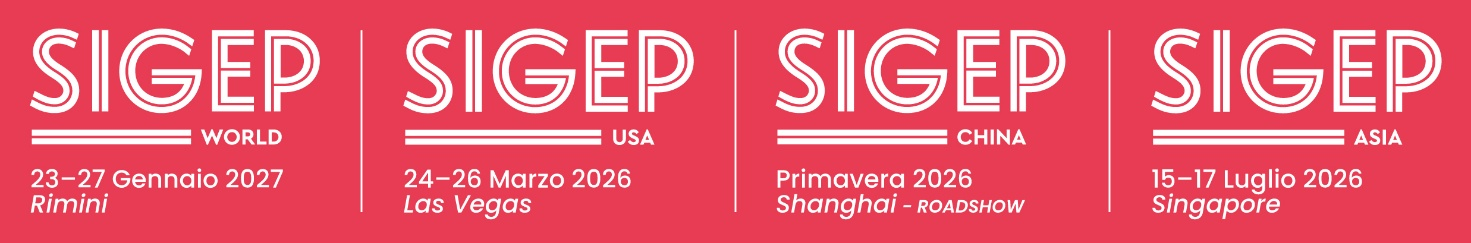 SIGEP
WORLD
23–27 Gennaio 2027
Rimini
SIGEP
USA
24–26 Marzo 2026
Las Vegas
SIGEP
CHINA
Primavera 2026
Shanghai - ROADSHOW
SIGEP
ASIA
15–17 Luglio 2026
Singapore